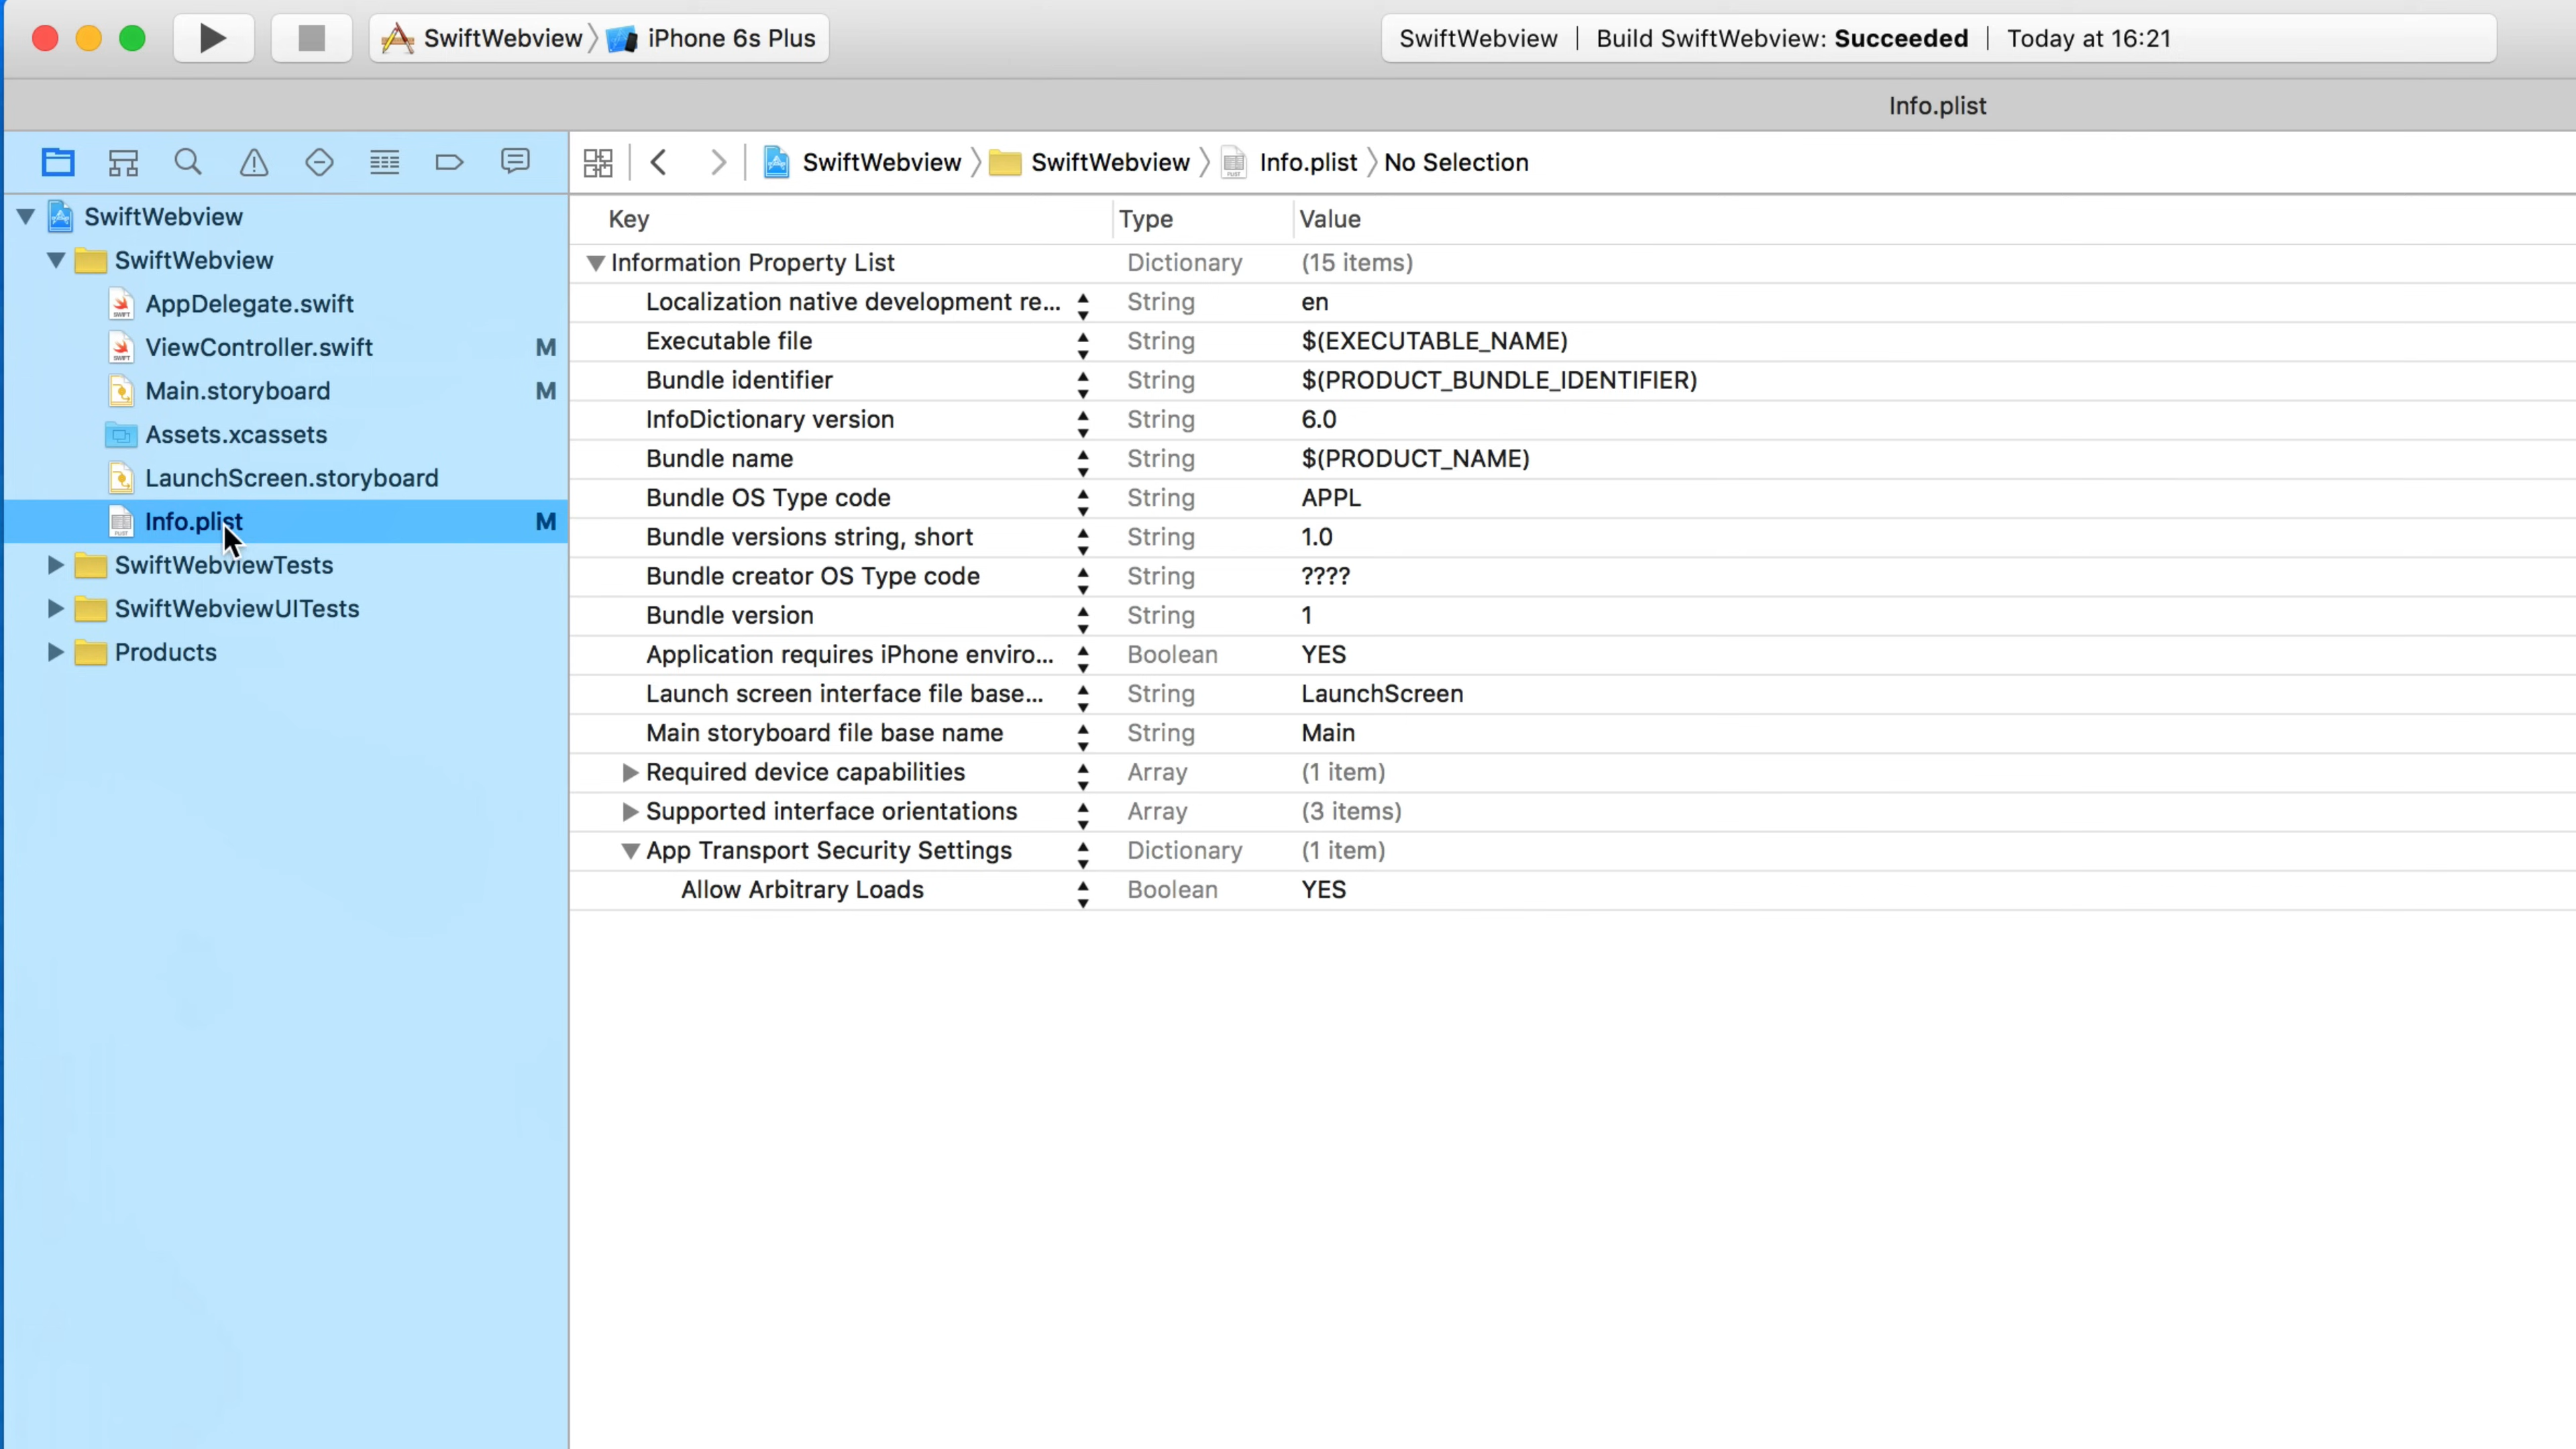 SwiftWebview iPhone 6s Plus
SwiftWebview | Build SwiftWebview: Succeeded | Today at 16:21
Info.plist
SwiftWebview SwiftWebview Info.plist No Selection
SwiftWebview
SwiftWebview
AppDelegate.swift
ViewController.swift M
Main.storyboard M
Assets.xcassets
LaunchScreen.storyboard
Info.plist M
SwiftWebviewTests
SwiftWebviewUITests
Products
Key Type Value
Information Property List Dictionary (15 items)
Localization native development re... String en
Executable file String $(EXECUTABLE_NAME)
Bundle identifier String $(PRODUCT_BUNDLE_IDENTIFIER)
InfoDictionary version String 6.0
Bundle name String $(PRODUCT_NAME)
Bundle OS Type code String APPL
Bundle versions string, short String 1.0
Bundle creator OS Type code String ????
Bundle version String 1
Application requires iPhone enviro... Boolean YES
Launch screen interface file base... String LaunchScreen
Main storyboard file base name String Main
Required device capabilities Array (1 item)
Supported interface orientations Array (3 items)
App Transport Security Settings Dictionary (1 item)
Allow Arbitrary Loads Boolean YES